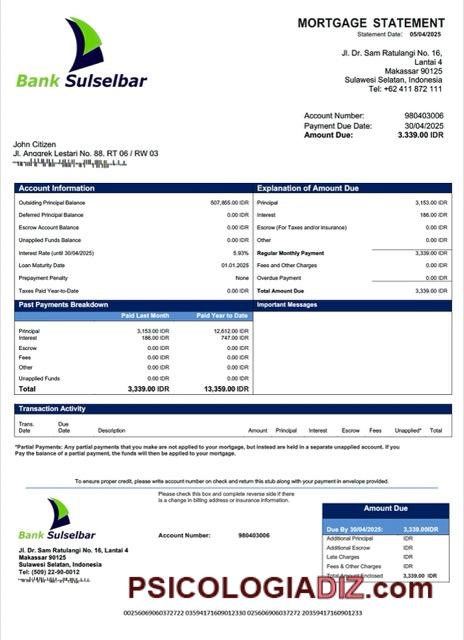 MORTGAGE STATEMENT
Statement Date: 05/04/2025
Bank Sulselbar
Jl. Dr. Sam Ratulangi No. 16,
Lantai 4
Makassar 90125
Sulawesi Selatan, Indonesia
Tel: +62 411 872 111
Account Number: 980403006
Payment Due Date: 30/04/2025
Amount Due: 3.339.00 IDR
John Citizen
Jl. Anggrek Lestari No. 88, RT 06 / RW 03
Account Information
Outsiding Principal Balance 507,855.00 IDR
Deferred Principal Balance 0.00 IDR
Escrow Account Balance 0.00 IDR
Unapplied Funds Balance 0.00 IDR
Interest Rate (until 30/04/2025) 5.93%
Loan Maturity Date 01.01.2025
Prepayment Penalty None
Taxes Paid Year-to-Date 0.00 IDR
Explanation of Amount Due
Principal 3,153.00 IDR
Interest 186.00 IDR
Escrow (For Taxes and/or Insurance) 0.00 IDR
Other 0.00 IDR
Regular Monthly Payment 3,339.00 IDR
Fees and Other Charges 0.00 IDR
Overdue Payment 0.00 IDR
Total Amount Due 3,339.00 IDR
Past Payments Breakdown
Paid Last Month Paid Year to Date
Principal 3,153.00 IDR 12,612.00 IDR
Interest 186.00 IDR 747.00 IDR
Escrow 0.00 IDR 0.00 IDR
Fees 0.00 IDR 0.00 IDR
Other 0.00 IDR 0.00 IDR
Unapplied Funds 0.00 IDR 0.00 IDR
Total 3,339.00 IDR 13,359.00 IDR
Important Messages
Transaction Activity
Trans. Date Due Date Description Amount Principal Interest Escrow Fees Unapplied* Total
*Partial Payments: Any partial payments that you make are not applied to your mortgage, but instead are held in a separate unapplied account. If you
Pay the balance of a partial payment, the funds will then be applied to your mortgage.
To ensure proper credit, please write account number on check and return this stub along with your payment in envelope provided.
Please check this box and complete reverse side if there
is a change in billing address or insurance information.
Bank Sulselbar
Jl. Dr. Sam Ratulangi No. 16, Lantai 4
Makassar 90125
Sulawesi Selatan, Indonesia
Tel: (509) 22-90-0012
Account Number: 980403006
Amount Due
Due By 30/04/2025: 3,339.00IDR
Additional Principal IDR
Additional Escrow IDR
Late Charges IDR
Fees & Other Charges IDR
Total Amount Enclosed 3,339.00 IDR
PSICOLOGIADIZ.COM